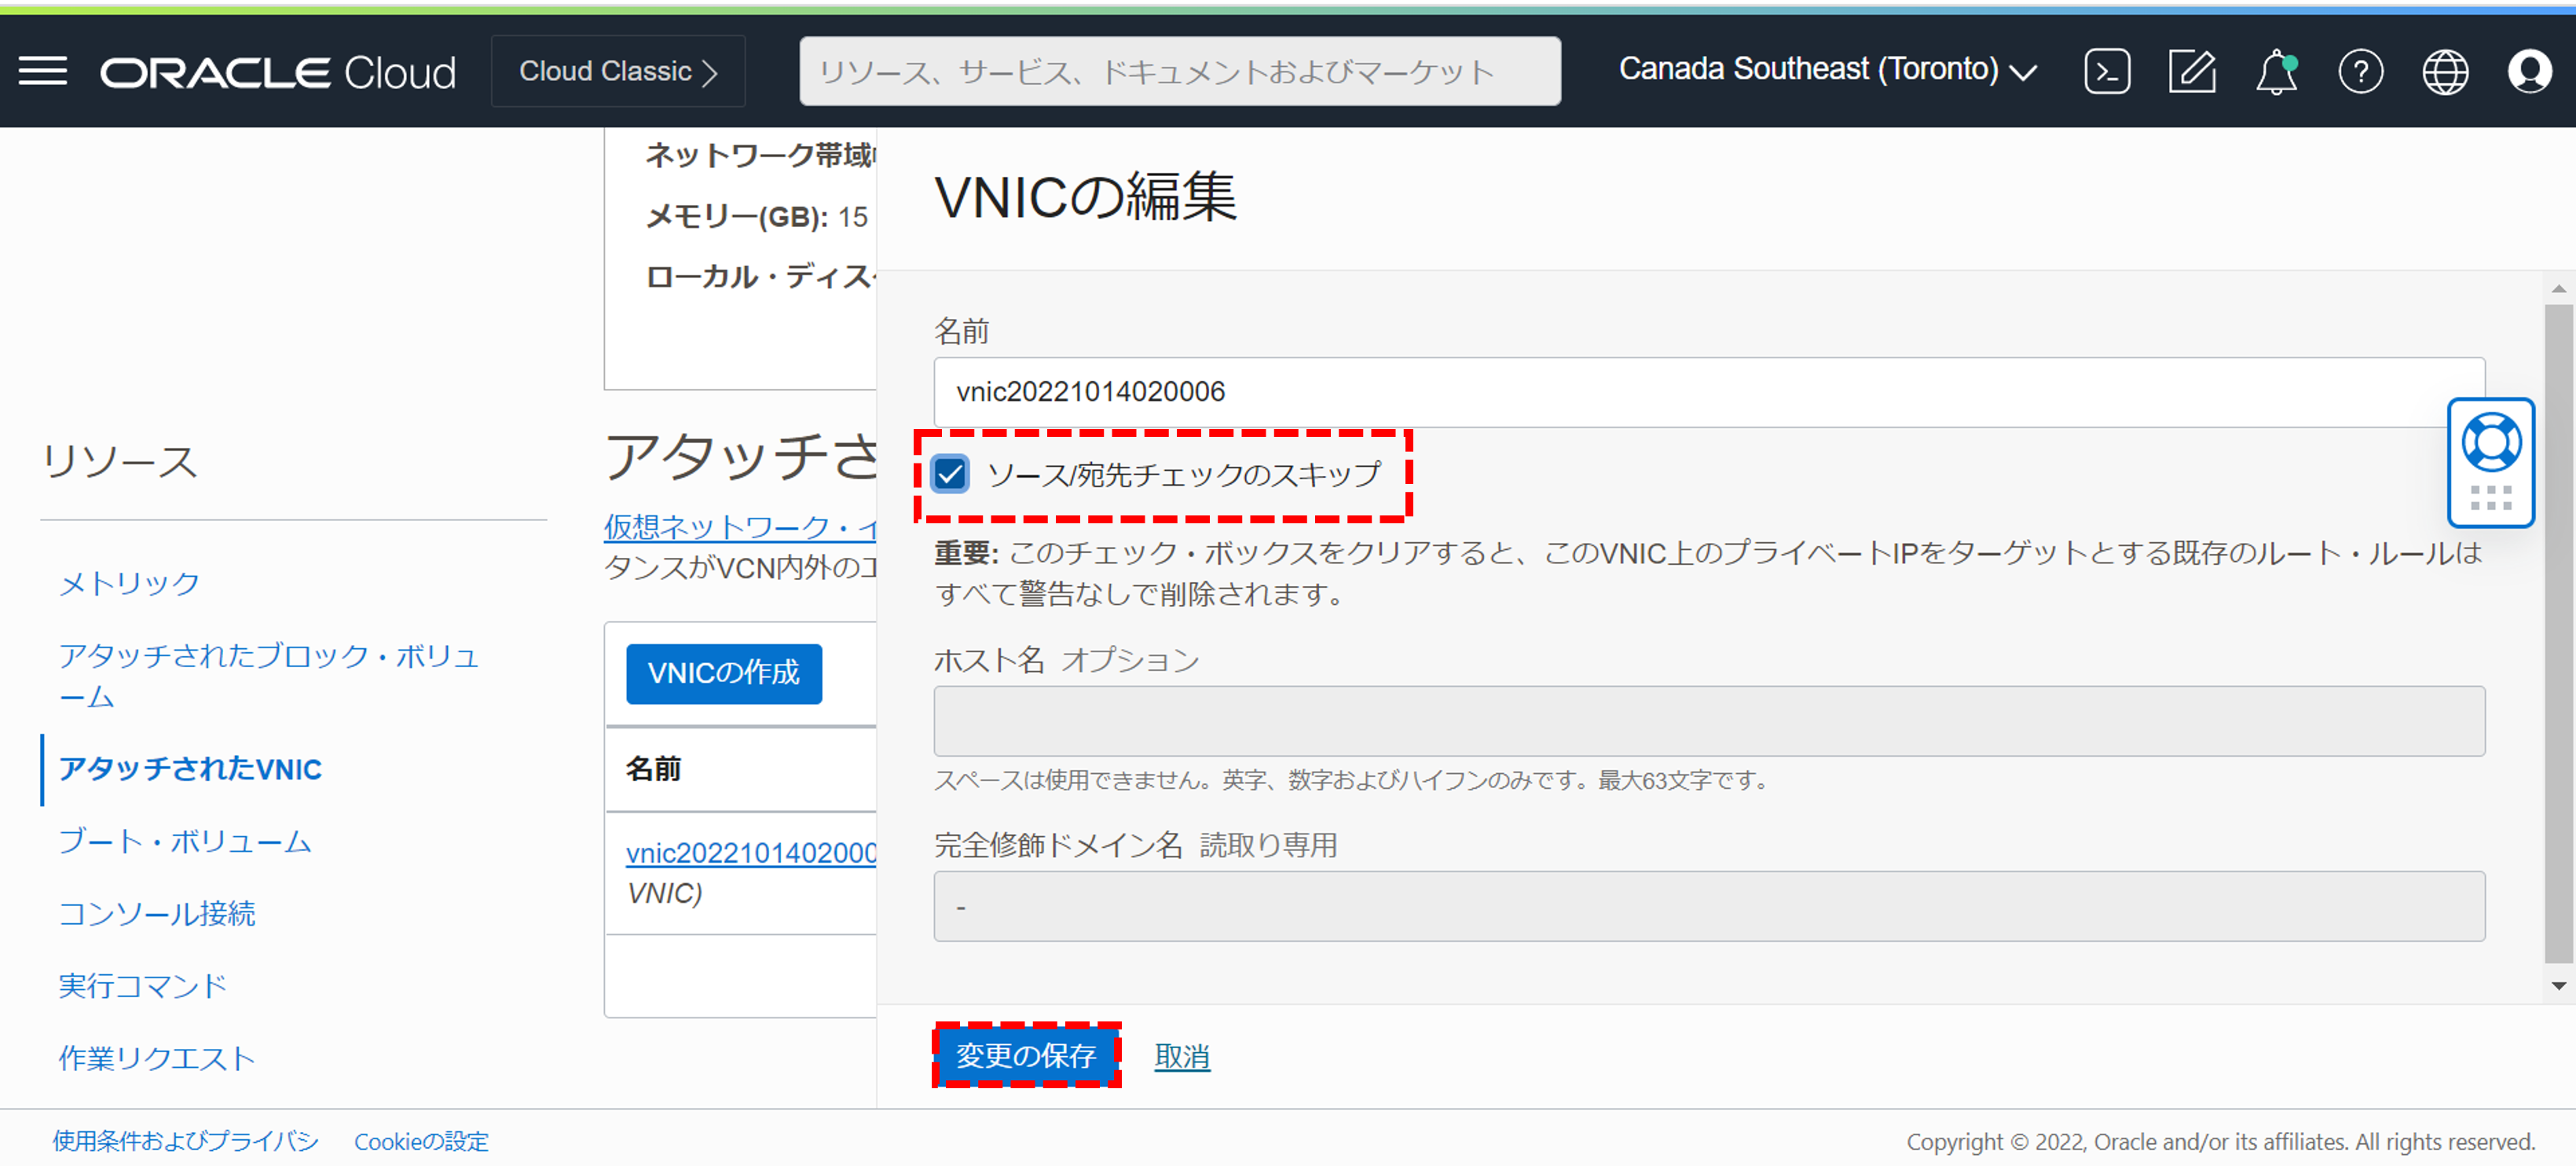 ORACLE Cloud
Cloud Classic
リソース、サービス、ドキュメントおよびマーケット
Canada Southeast (Toronto)
リソース
メトリック
アタッチされたブロック・ボリュ
ーム
アタッチされたVNIC
ブート・ボリューム
コンソール接続
実行コマンド
作業リクエスト
ネットワーク帯域
メモリー(GB): 15
ローカル・ディス
アタッチさ
仮想ネットワーク・イ
タンスがVCN内外のエ
VNICの作成
名前
vnic2022101402000
VNIC)
VNICの編集
名前
vnic20221014020006
ソース/宛先チェックのスキップ
重要: このチェック・ボックスをクリアすると、このVNIC上のプライベートIPをターゲットとする既存のルート・ルールは
すべて警告なしで削除されます。
ホスト名 オプション
スペースは使用できません。英字、数字およびハイフンのみです。最大63文字です。
完全修飾ドメイン名 読取り専用
-
変更の保存 取消
使用条件およびプライバシ Cookieの設定
Copyright © 2022, Oracle and/or its affiliates. All rights reserved.